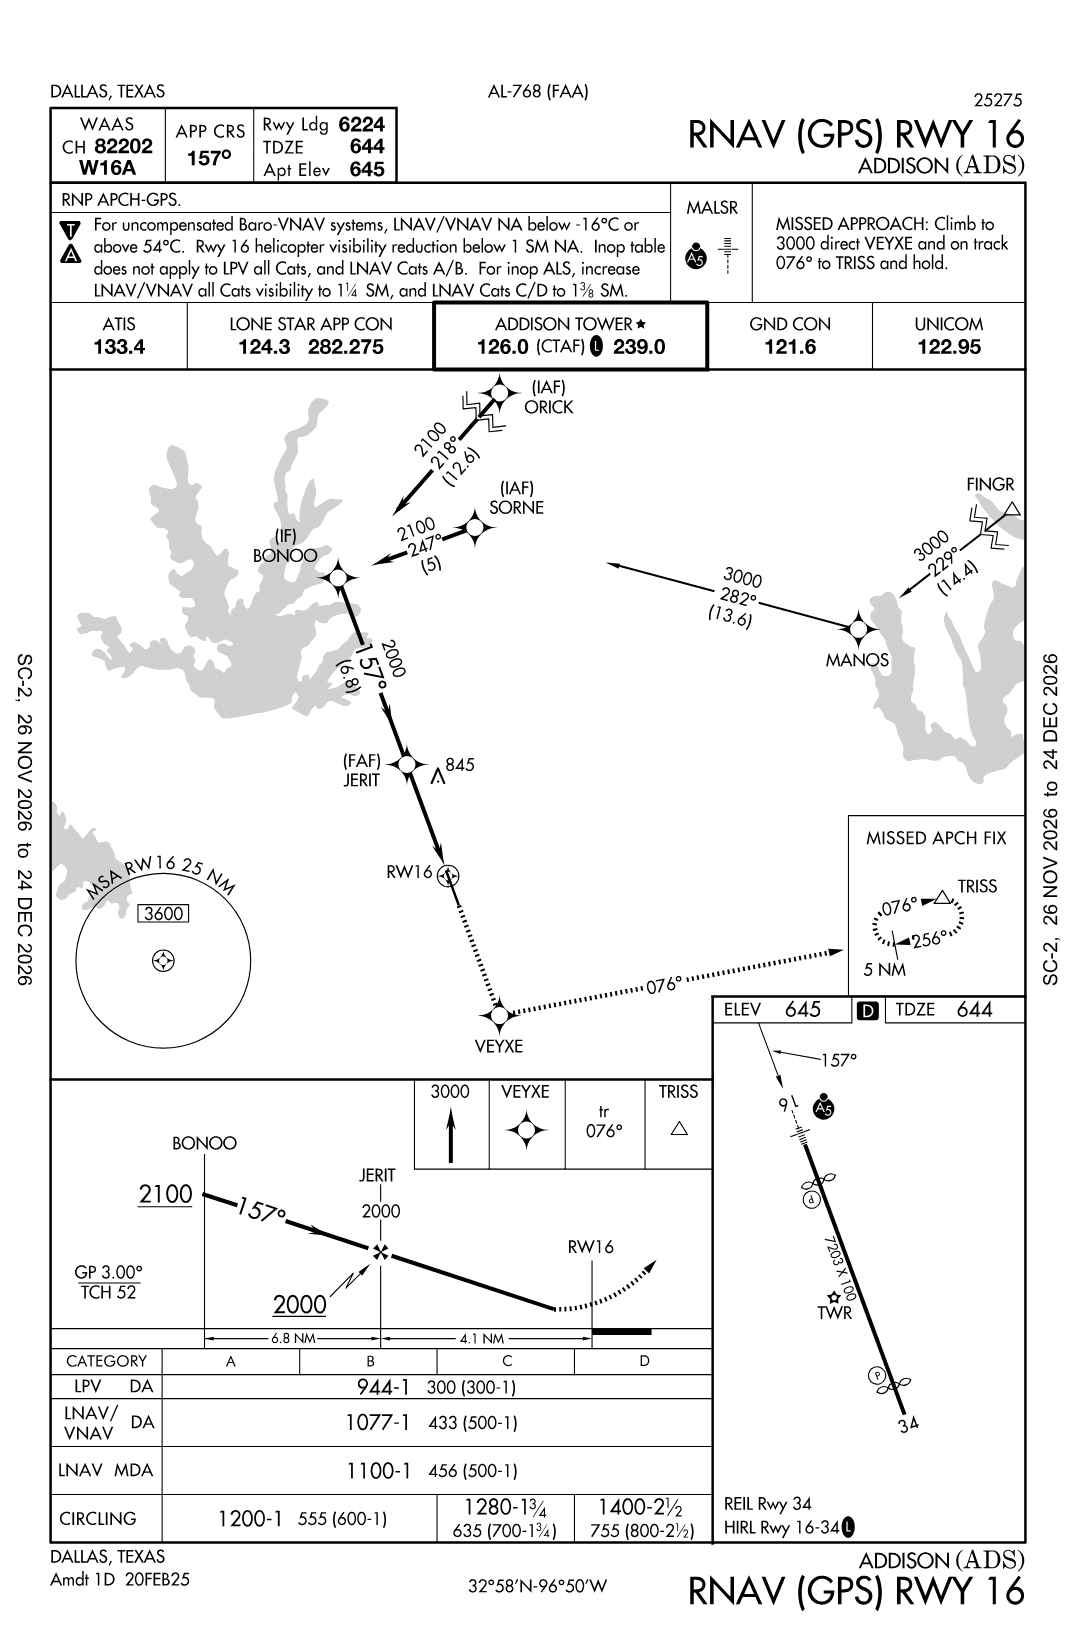 DALLAS, TEXAS
AL-768 (FAA)
25275
WAAS
CH 82202
W16A
APP CRS
157°
Rwy Ldg 6224
TDZE 644
Apt Elev 645
RNAV (GPS) RWY 16
ADDISON (ADS)
RNP APCH-GPS.
T
A
For uncompensated Baro-VNAV systems, LNAV/VNAV NA below -16°C or
above 54°C. Rwy 16 helicopter visibility reduction below 1 SM NA. Inop table
does not apply to LPV all Cats, and LNAV Cats A/B. For inop ALS, increase
LNAV/VNAV all Cats visibility to 1¼ SM, and LNAV Cats C/D to 1⅜ SM.
MALSR
A5
MISSED APPROACH: Climb to
3000 direct VEYXE and on track
076° to TRISS and hold.
ATIS
133.4
LONE STAR APP CON
124.3 282.275
ADDISON TOWER★
126.0 (CTAF) L 239.0
GND CON
121.6
UNICOM
122.95
(IAF)
ORICK
2100
218°
(12.6)
(IAF)
SORNE
2100
247°
(5)
(IF)
BONOO
FINGR
3000
229°
(14.4)
3000
282°
(13.6)
MANOS
2000
157°
(6.8)
(FAF)
JERIT
845
RW16
MSA RW16 25 NM
3600
VEYXE
076°
MISSED APCH FIX
TRISS
076°
256°
5 NM
SC-2, 26 NOV 2026 to 24 DEC 2026
SC-2, 26 NOV 2026 to 24 DEC 2026
ELEV 645
D
TDZE 644
157°
16
A5
P
7203 X 100
TWR
P
34
REIL Rwy 34
HIRL Rwy 16-34 L
3000
VEYXE
tr
076°
TRISS
BONOO
2100
157°
JERIT
2000
2000
RW16
GP 3.00°
TCH 52
6.8 NM
4.1 NM
CATEGORY A B C D
LPV DA 944-1 300 (300-1)
LNAV/
VNAV DA 1077-1 433 (500-1)
LNAV MDA 1100-1 456 (500-1)
CIRCLING 1200-1 555 (600-1)
1280-1¾
635 (700-1¾)
1400-2½
755 (800-2½)
DALLAS, TEXAS
Amdt 1D 20FEB25
32°58'N-96°50'W
ADDISON (ADS)
RNAV (GPS) RWY 16